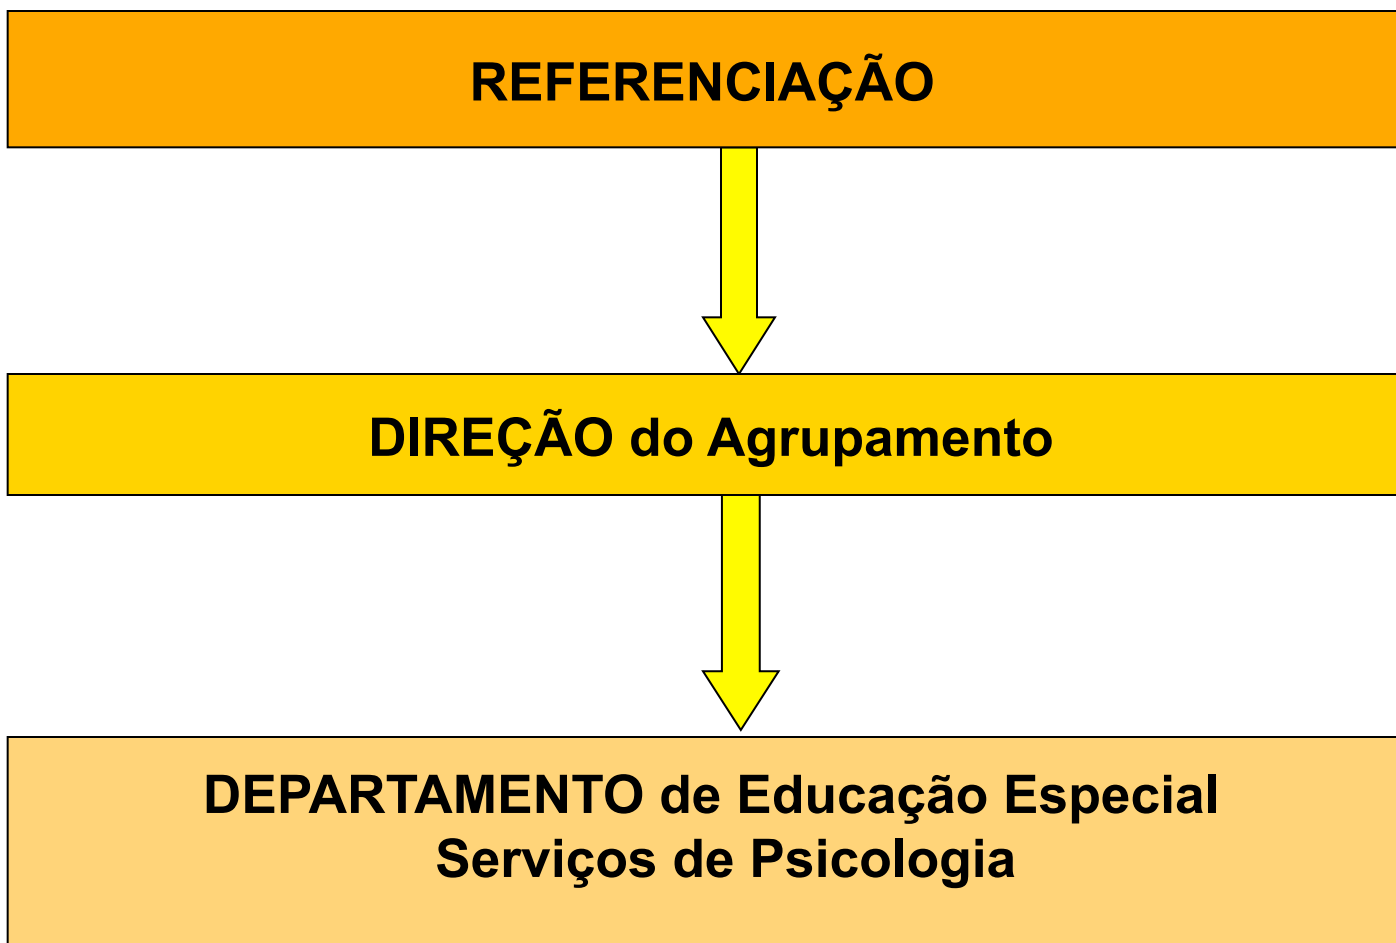 REFERENCIAÇÃO
DIREÇÃO do Agrupamento
DEPARTAMENTO de Educação Especial
Serviços de Psicologia